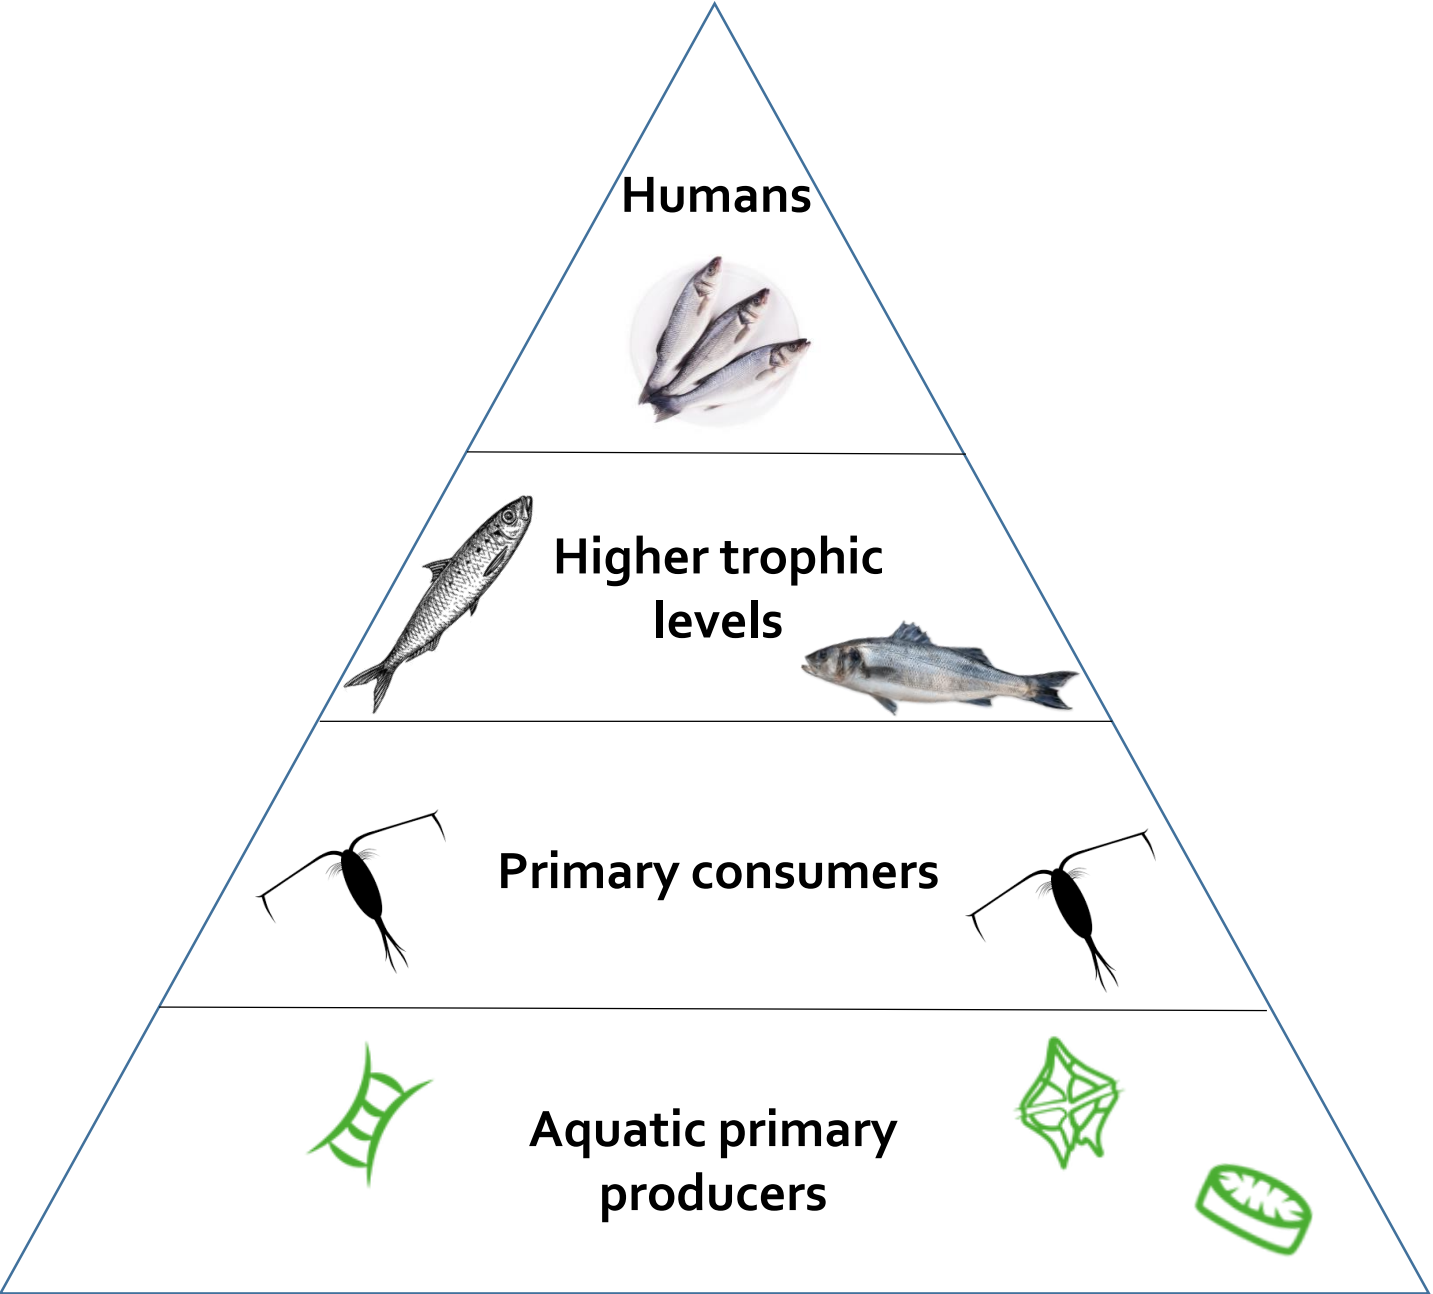 Humans
Higher trophic
levels
Primary consumers
Aquatic primary
producers